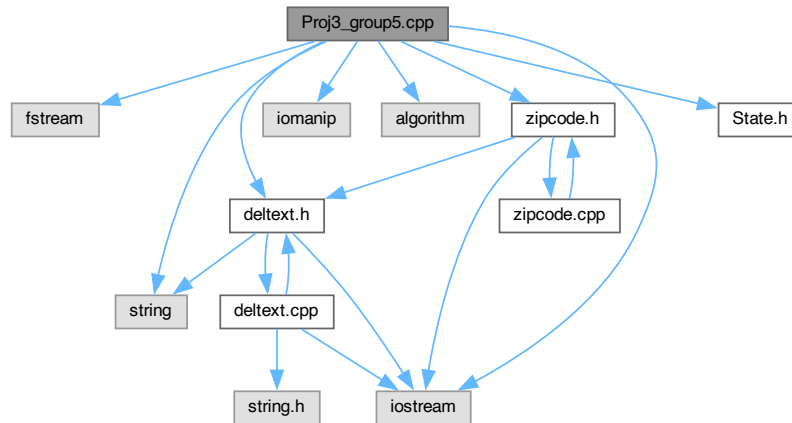 Proj3_group5.cpp
fstream
iomanip
algorithm
zipcode.h
State.h
deltext.h
zipcode.cpp
string
deltext.cpp
string.h
iostream